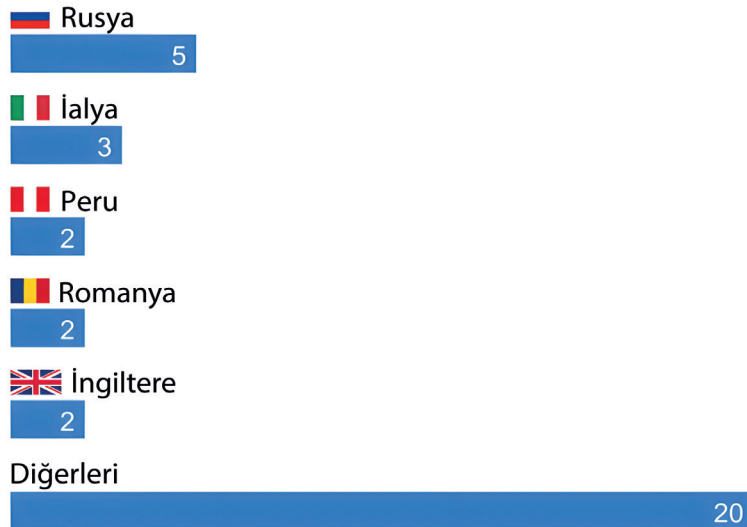 Rusya
5
İalya
3
Peru
2
Romanya
2
İngiltere
2
Diğerleri
20